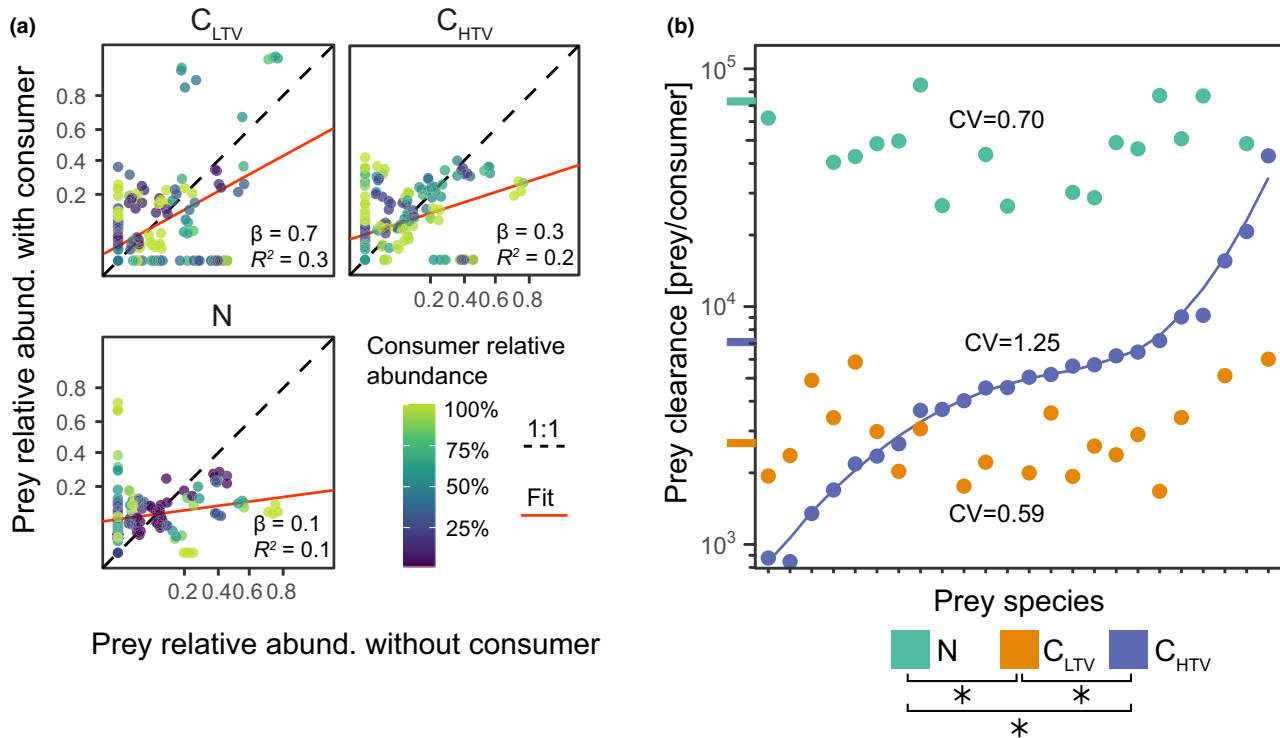 (a)
C_LTV
C_HTV
Prey relative abund. with consumer
0.8
0.6
0.4
0.2
β = 0.7
R² = 0.3
β = 0.3
R² = 0.2
0.2 0.4 0.6 0.8
N
0.8
0.6
0.4
0.2
β = 0.1
R² = 0.1
0.2 0.4 0.6 0.8
Consumer relative
abundance
100%
75%
50%
25%
1:1
Fit
Prey relative abund. without consumer
(b)
Prey clearance [prey/consumer]
10⁵
10⁴
10³
CV=0.70
CV=1.25
CV=0.59
Prey species
N C_LTV C_HTV
* *
*